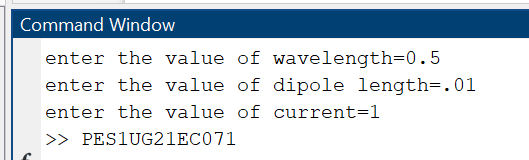 Command Window
enter the value of wavelength=0.5
enter the value of dipole length=.01
enter the value of current=1
>> PES1UG21EC071